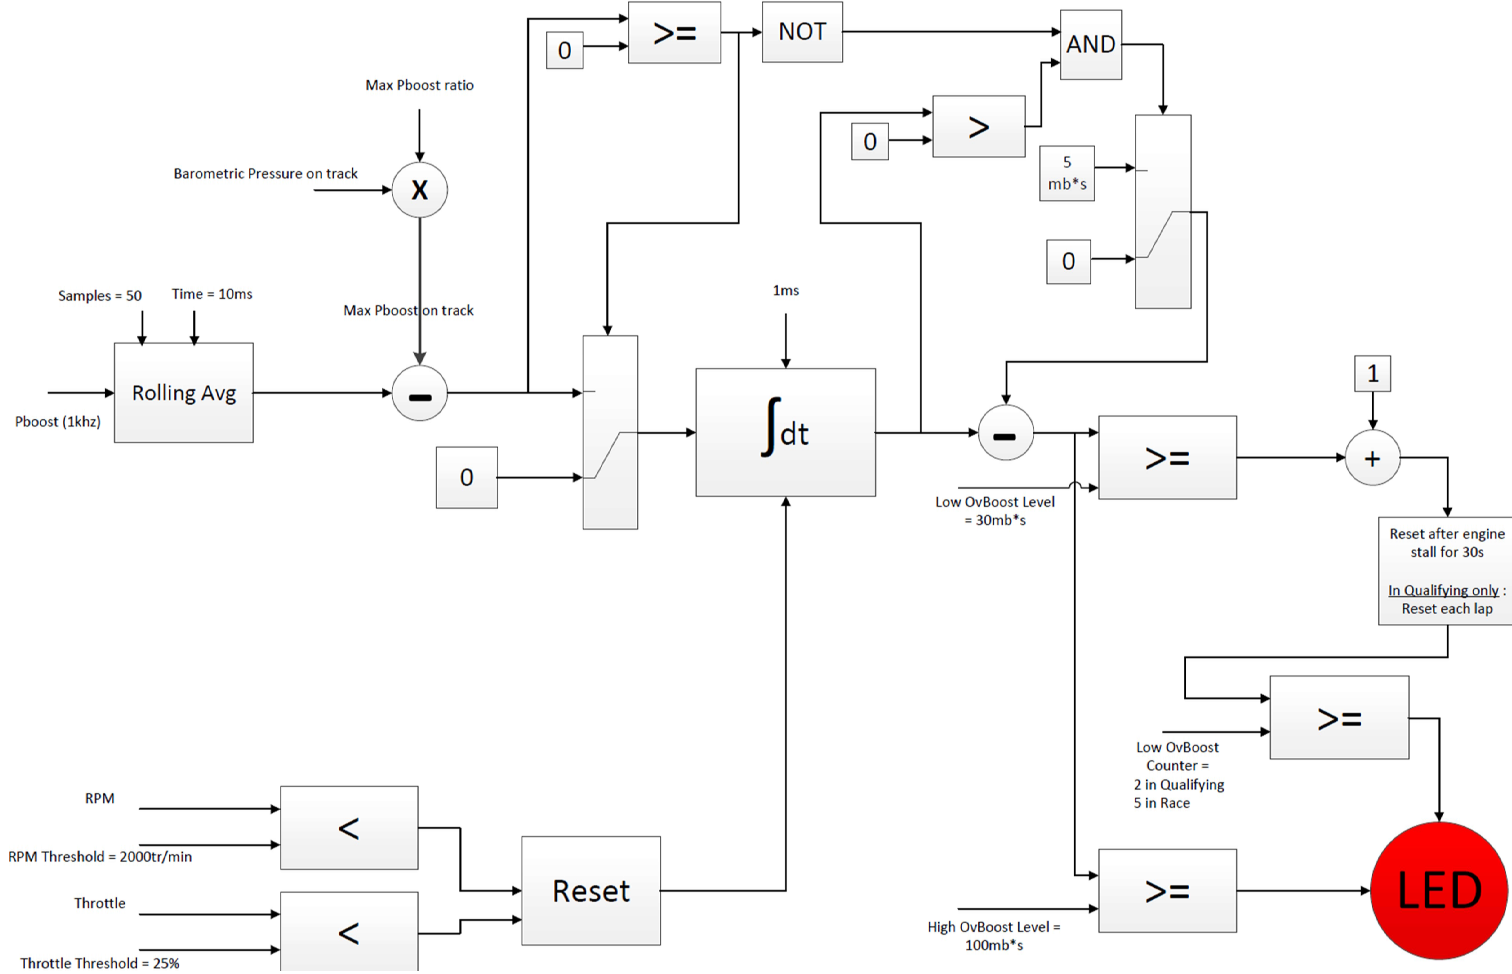 >=
NOT
0
AND
Max Pboost ratio
>
0
5
mb*s
Barometric Pressure on track
X
0
Samples = 50
Time = 10ms
1ms
Max Pboost on track
Rolling Avg
-
Pboost (1khz)
∫dt
0
-
1
>=
+
Low OvBoost Level
= 30mb*s
Reset after engine
stall for 30s
In Qualifying only :
Reset each lap
>=
Low OvBoost
Counter =
2 in Qualifying
5 in Race
RPM
<
RPM Threshold = 2000tr/min
Reset
Throttle
<
Throttle Threshold = 25%
>=
High OvBoost Level =
100mb*s
LED